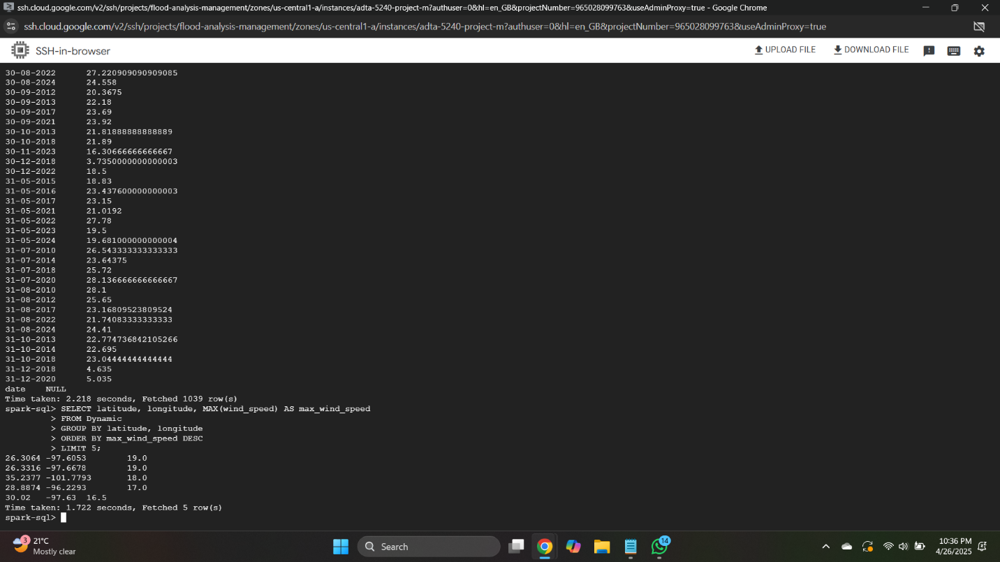 ssh.cloud.google.com/v2/ssh/projects/flood-analysis-management/zones/us-central1-a/instances/adta-5240-project-m?authuser=0&hl=en_GB&projectNumber=965028099763&useAdminProxy=true - Google Chrome
ssh.cloud.google.com/v2/ssh/projects/flood-analysis-management/zones/us-central1-a/instances/adta-5240-project-m?authuser=0&hl=en_GB&projectNumber=965028099763&useAdminProxy=true
SSH-in-browser UPLOAD FILE DOWNLOAD FILE
30-08-2022 27.220909090909085
30-08-2024 24.558
30-09-2012 20.3675
30-09-2013 22.18
30-09-2017 23.69
30-09-2021 23.92
30-10-2013 21.81888888888889
30-10-2018 21.89
30-11-2023 16.30666666666667
30-12-2018 3.7350000000000003
30-12-2022 18.5
31-05-2015 18.83
31-05-2016 23.437600000000003
31-05-2017 23.15
31-05-2021 21.0192
31-05-2022 27.78
31-05-2023 19.5
31-05-2024 19.681000000000004
31-07-2010 26.543333333333333
31-07-2014 23.64375
31-07-2018 25.72
31-07-2020 28.136666666666667
31-08-2010 28.1
31-08-2012 25.65
31-08-2017 23.16809523809524
31-08-2022 21.74083333333333
31-08-2024 24.41
31-10-2013 22.774736842105266
31-10-2014 22.695
31-10-2018 23.04444444444444
31-12-2018 4.635
31-12-2020 5.035
date NULL
Time taken: 2.218 seconds, Fetched 1039 row(s)
spark-sql> SELECT latitude, longitude, MAX(wind_speed) AS max_wind_speed
> FROM Dynamic
> GROUP BY latitude, longitude
> ORDER BY max_wind_speed DESC
> LIMIT 5;
26.3064 -97.6053 19.0
26.3316 -97.6678 19.0
35.2377 -101.7793 18.0
28.8874 -96.2293 17.0
30.02 -97.63 16.5
Time taken: 1.722 seconds, Fetched 5 row(s)
spark-sql>
3
21°C
Mostly clear
Search
14
10:36 PM
4/26/2025